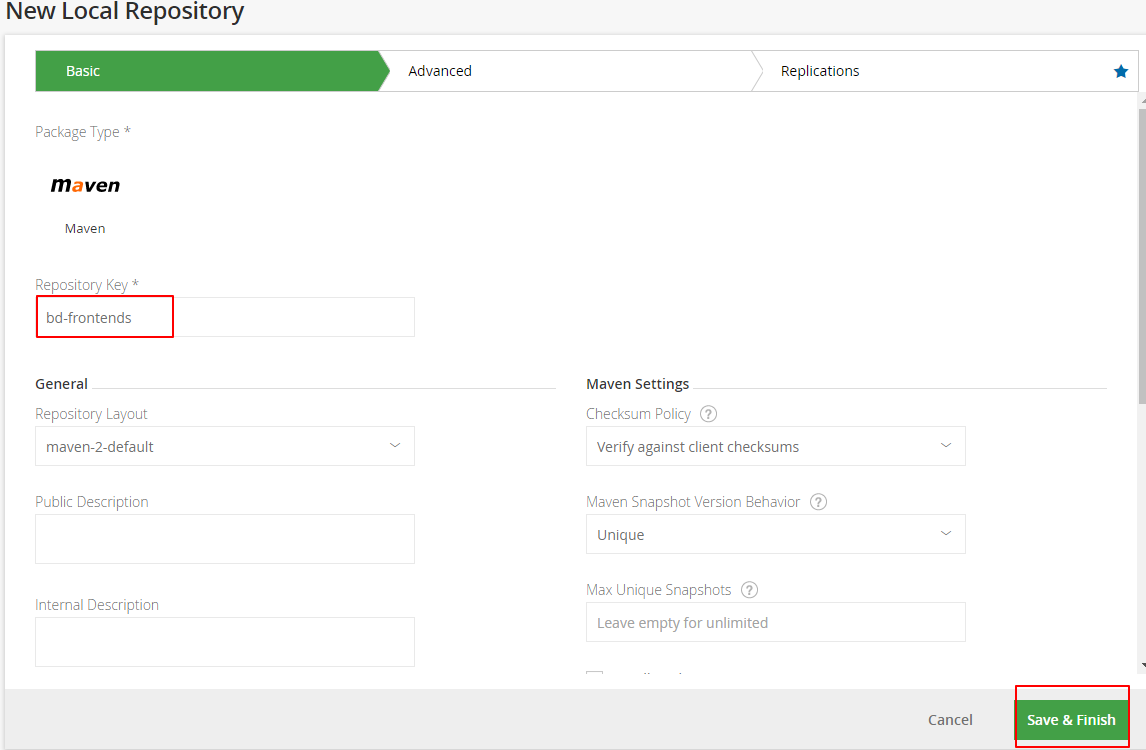 New Local Repository
Basic
Advanced
Replications
Package Type *
maven
Maven
Repository Key *
bd-frontends
General
Repository Layout
maven-2-default
Public Description
Internal Description
Maven Settings
Checksum Policy ?
Verify against client checksums
Maven Snapshot Version Behavior ?
Unique
Max Unique Snapshots ?
Leave empty for unlimited
Cancel
Save & Finish